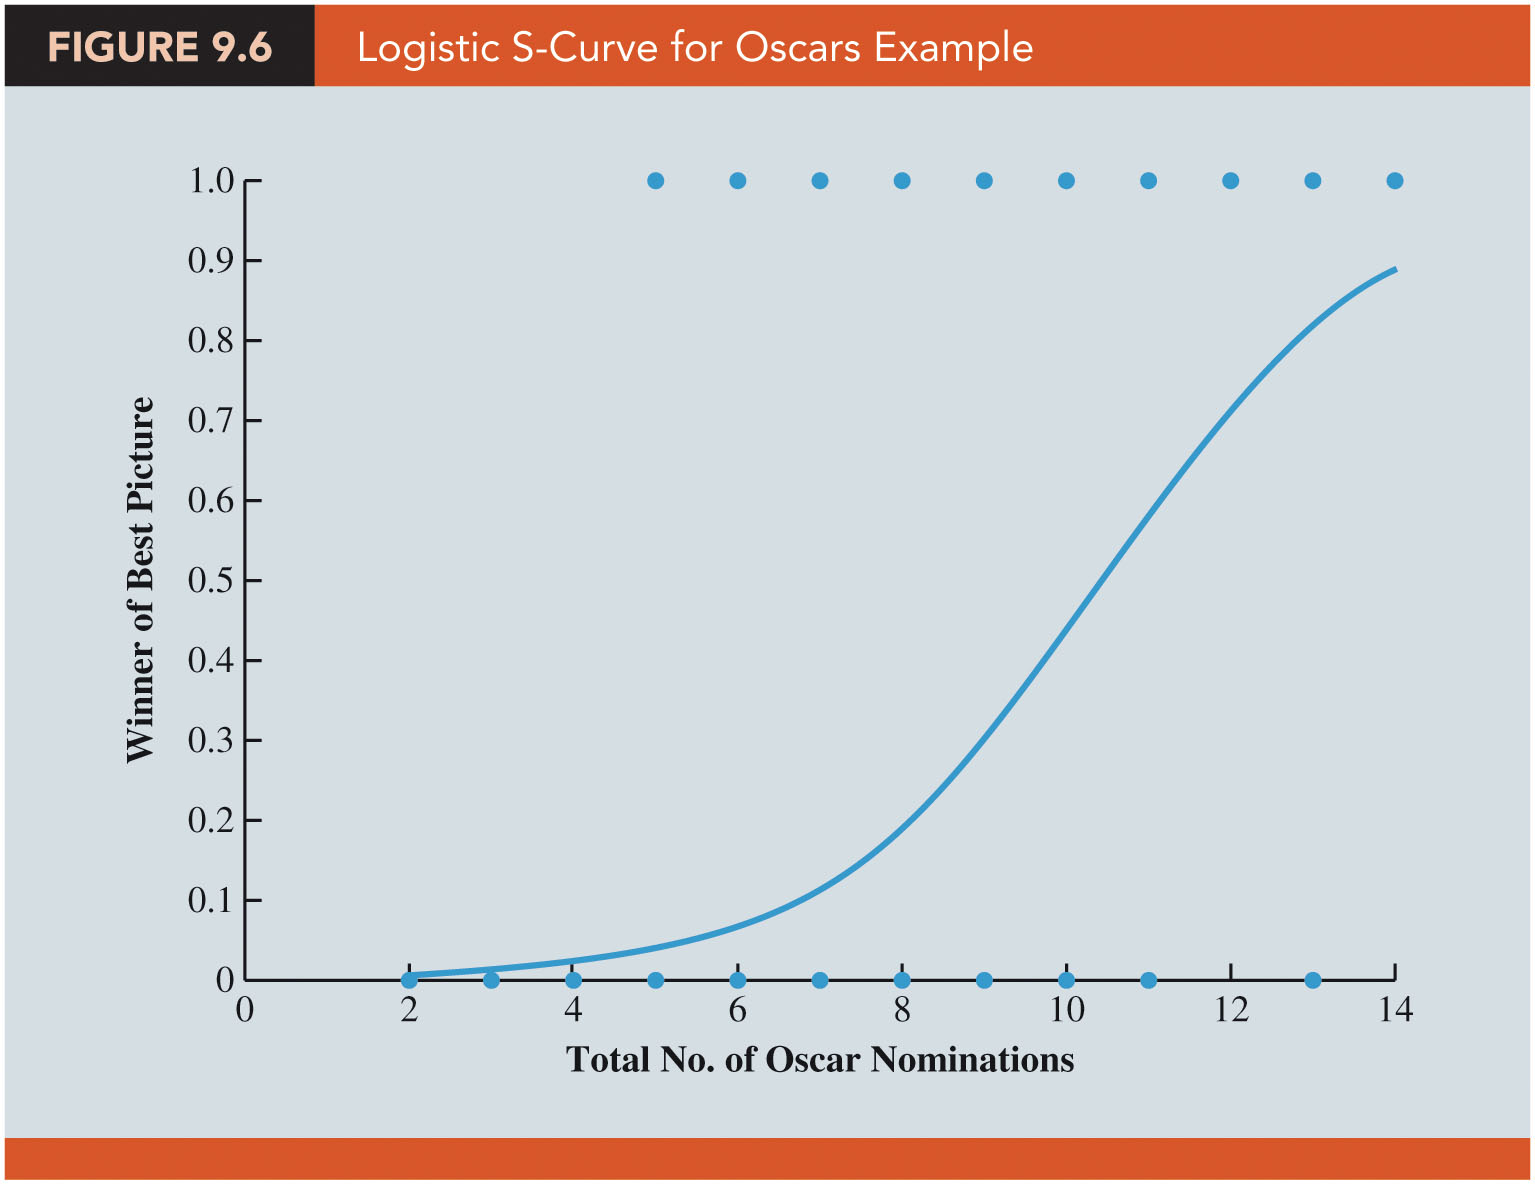 FIGURE 9.6 Logistic S-Curve for Oscars Example
1.0
0.9
0.8
0.7
0.6
0.5
0.4
0.3
0.2
0.1
0
Winner of Best Picture
0 2 4 6 8 10 12 14
Total No. of Oscar Nominations